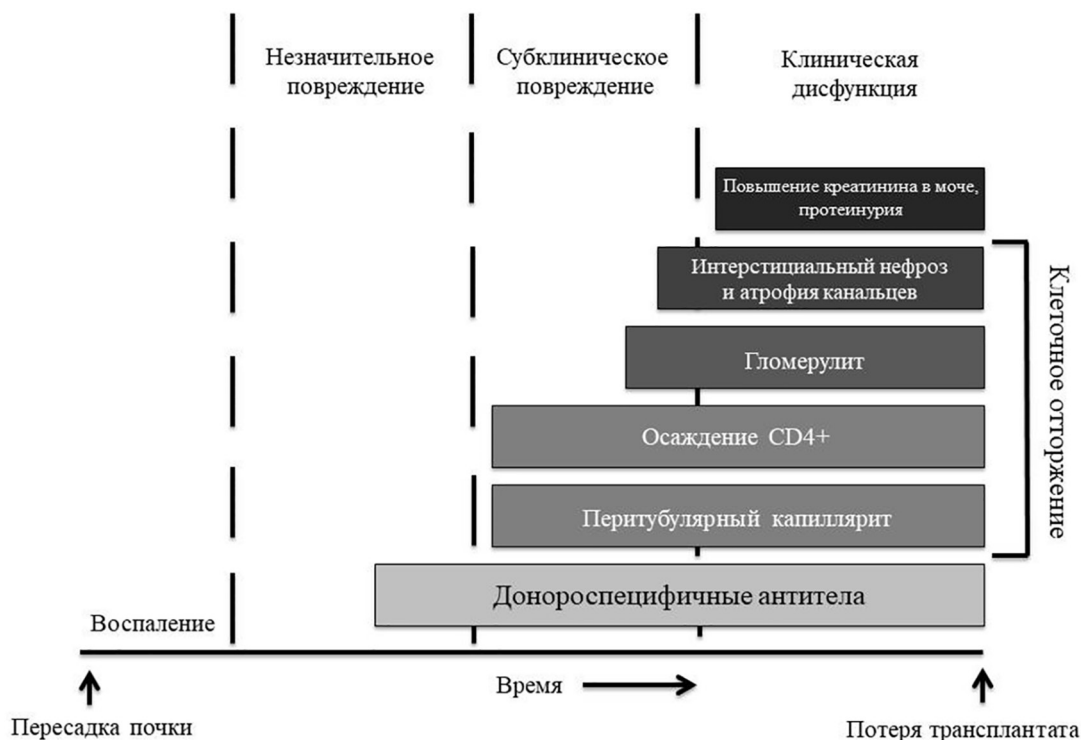 Незначительное
повреждение
Субклиническое
повреждение
Клиническая
дисфункция
Повышение креатинина в моче,
протеинурия
Интерстициальный нефроз
и атрофия канальцев
Гломерулит
Осаждение CD4+
Перитубулярный капиллярит
Клеточное отторжение
Донороспецифичные антитела
Воспаление
Время
Пересадка почки
Потеря трансплантата